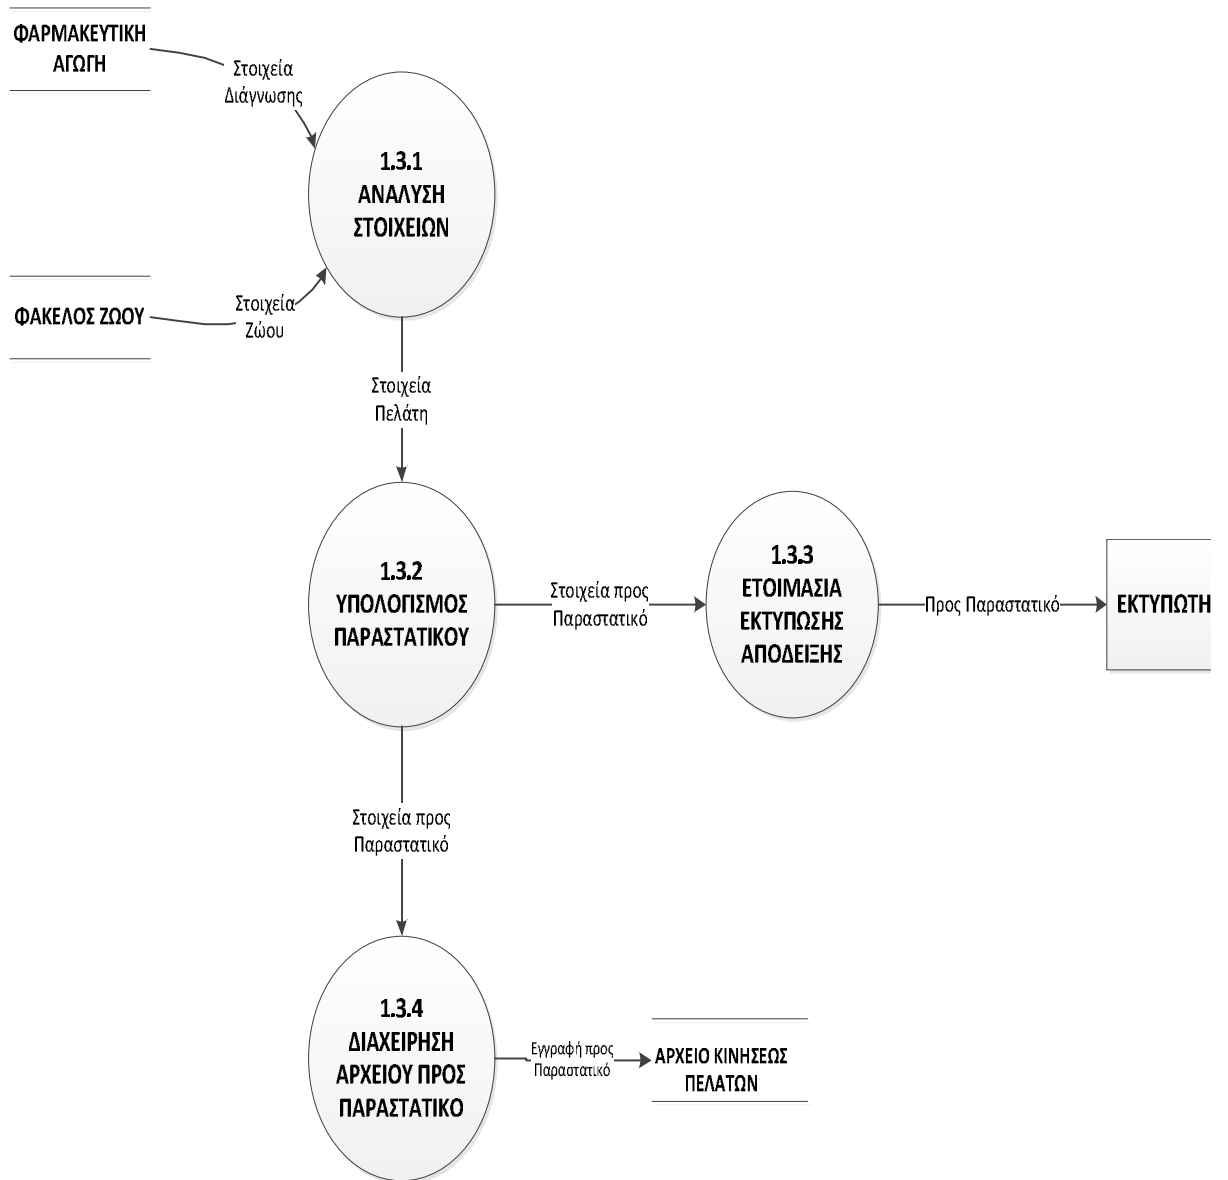 ΦΑΡΜΑΚΕΥΤΙΚΗ
ΑΓΩΓΗ
Στοιχεία
Διάγνωσης
1.3.1
ΑΝΑΛΥΣΗ
ΣΤΟΙΧΕΙΩΝ
ΦΑΚΕΛΟΣ ΖΩΟΥ
Στοιχεία
Ζώου
Στοιχεία
Πελάτη
1.3.2
ΥΠΟΛΟΓΙΣΜΟΣ
ΠΑΡΑΣΤΑΤΙΚΟΥ
Στοιχεία προς
Παραστατικό
1.3.3
ΕΤΟΙΜΑΣΙΑ
ΕΚΤΥΠΩΣΗΣ
ΑΠΟΔΕΙΞΗΣ
Προς Παραστατικό
ΕΚΤΥΠΩΤΗ
Στοιχεία προς
Παραστατικό
1.3.4
ΔΙΑΧΕΙΡΗΣΗ
ΑΡΧΕΙΟΥ ΠΡΟΣ
ΠΑΡΑΣΤΑΤΙΚΟ
Εγγραφή προς
Παραστατικό
ΑΡΧΕΙΟ ΚΙΝΗΣΕΩΣ
ΠΕΛΑΤΩΝ